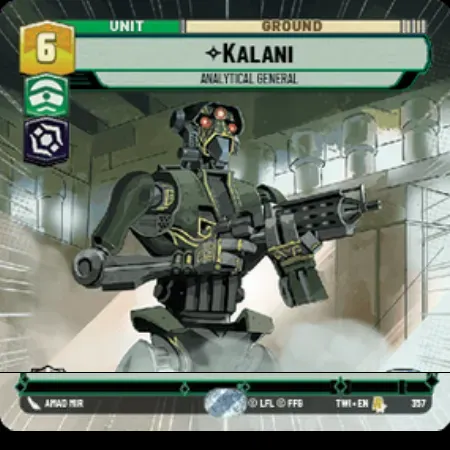 UNIT
GROUND
6
KALANI
ANALYTICAL GENERAL
AMAD MIR
Ⓘ LFL © FFG
TWI • EN
357